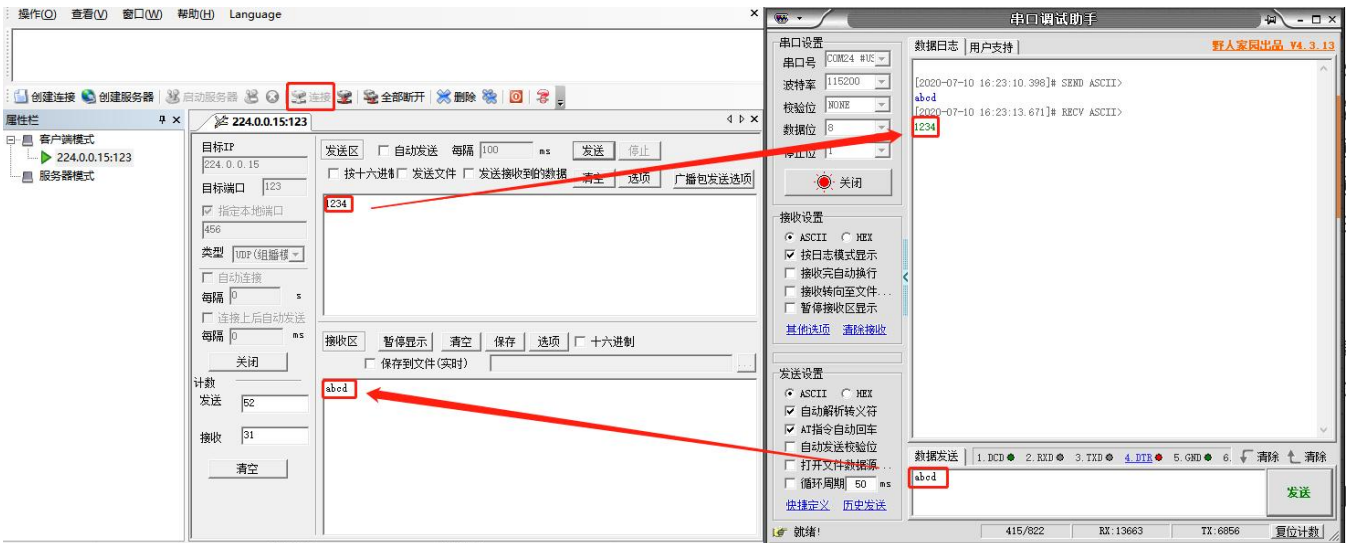 操作(O) 查看(V) 窗口(W) 帮助(H) Language
创建连接 创建服务器 启动服务器 连接 全部断开 删除
属性栏
客户端模式
224.0.0.15:123
服务器模式
224.0.0.15:123
目标IP
224.0.0.15
目标端口 123
指定本地端口
456
类型 UDP(组播模
自动连接
每隔 0 s
连接上后自动发送
每隔 0 ms
关闭
计数
发送 52
接收 31
清空
发送区 自动发送 每隔 100 ms 发送 停止
按十六进制 发送文件 发送接收到的数据 清空 选项 广播包发送选项
1234
接收区 暂停显示 清空 保存 选项 十六进制
保存到文件(实时) ...
abcd
串口调试助手
串口设置
串口号 COM24 #US
波特率 115200
校验位 NONE
数据位 8
停止位 1
关闭
接收设置
ASCII HEX
按日志模式显示
接收完自动换行
接收转向至文件...
暂停接收区显示
其他选项 清除接收
发送设置
ASCII HEX
自动解析转义符
AT指令自动回车
自动发送校验位
打开文件数据源...
循环周期 50 ms
快捷定义 历史发送
数据日志 用户支持 野人家园出品 V4.3.13
[2020-07-10 16:23:10.398]# SEND ASCII>
abcd
[2020-07-10 16:23:13.671]# RECV ASCII>
1234
数据发送 1.DCD 2.RXD 3.TXD 4.DTR 5.GND 6. 清除 清除
abcd
发送
就绪! 415/822 RX:13663 TX:6856 复位计数